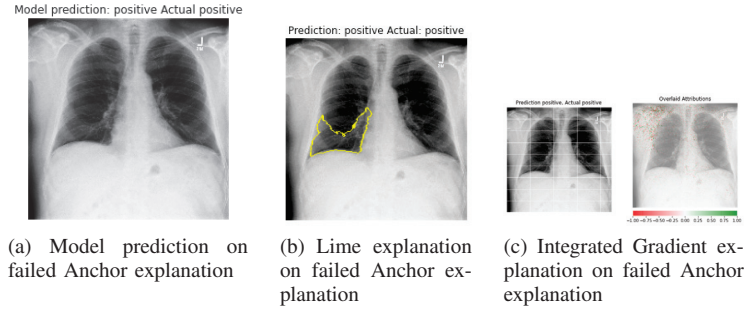 Model prediction: positive Actual positive
L
Prediction: positive Actual: positive
L
Prediction positive, Actual positive
Overlaid Attributions
−1.00 −0.75 −0.50 −0.25 0.00 0.25 0.50 0.75 1.00
(a) Model prediction on
failed Anchor explanation
(b) Lime explanation
on failed Anchor ex-
planation
(c) Integrated Gradient ex-
planation on failed Anchor
explanation